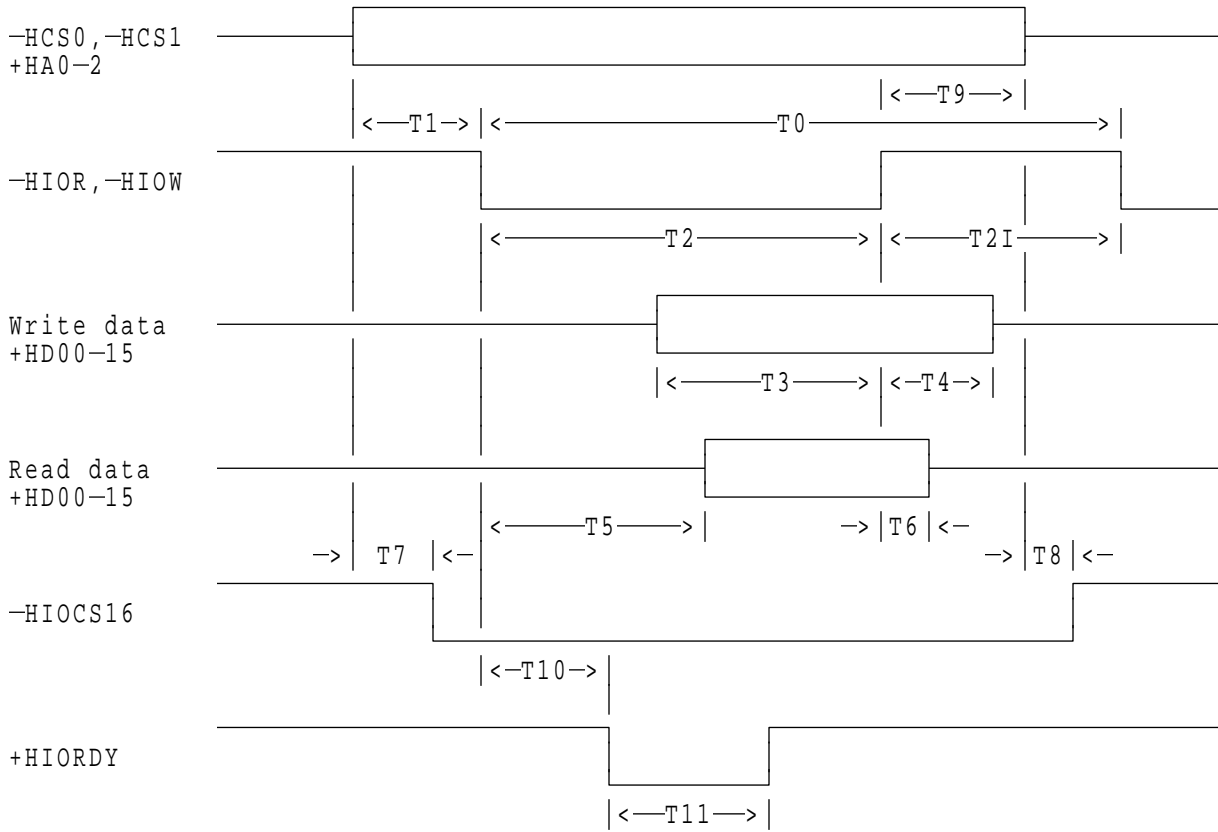 —HCS0,—HCS1
+HA0—2
<——T9——>
<——T1——>
<——T0——>
—HIOR,—HIOW
<——T2——>
<——T2I——>
Write data
+HD00—15
<——T3——>
<—T4—>
Read data
+HD00—15
<——T5——>
—> T6 <—
—> T7 <—
—> T8 <—
—HIOCS16
<—T10—>
+HIORDY
<——T11——>